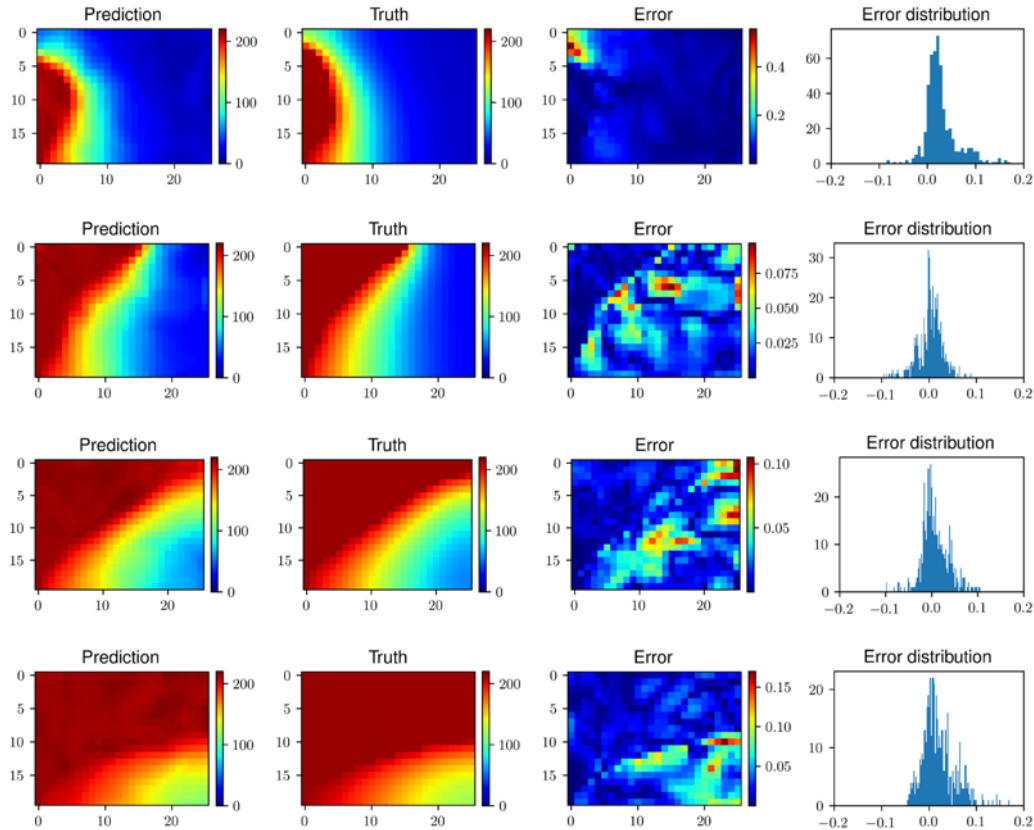 Prediction Truth Error Error distribution
0 5 10 15 0 20 0 100 200
0 5 10 15 0 20 0 100 200
0 5 10 15 0 20 0.2 0.4
0 20 40 60 −0.2 −0.1 0.0 0.1 0.2
Prediction Truth Error Error distribution
0 5 10 15 0 10 20 0 100 200
0 5 10 15 0 10 20 0 100 200
0 5 10 15 0 10 20 0.025 0.050 0.075
0 10 20 30 −0.2 −0.1 0.0 0.1 0.2
Prediction Truth Error Error distribution
0 5 10 15 0 10 20 0 100 200
0 5 10 15 0 10 20 0 100 200
0 5 10 15 0 10 20 0.05 0.10
0 10 20 −0.2 −0.1 0.0 0.1 0.2
Prediction Truth Error Error distribution
0 5 10 15 0 10 20 0 100 200
0 5 10 15 0 10 20 0 100 200
0 5 10 15 0 10 20 0.00 0.05 0.10 0.15
0 10 20 −0.2 −0.1 0.0 0.1 0.2